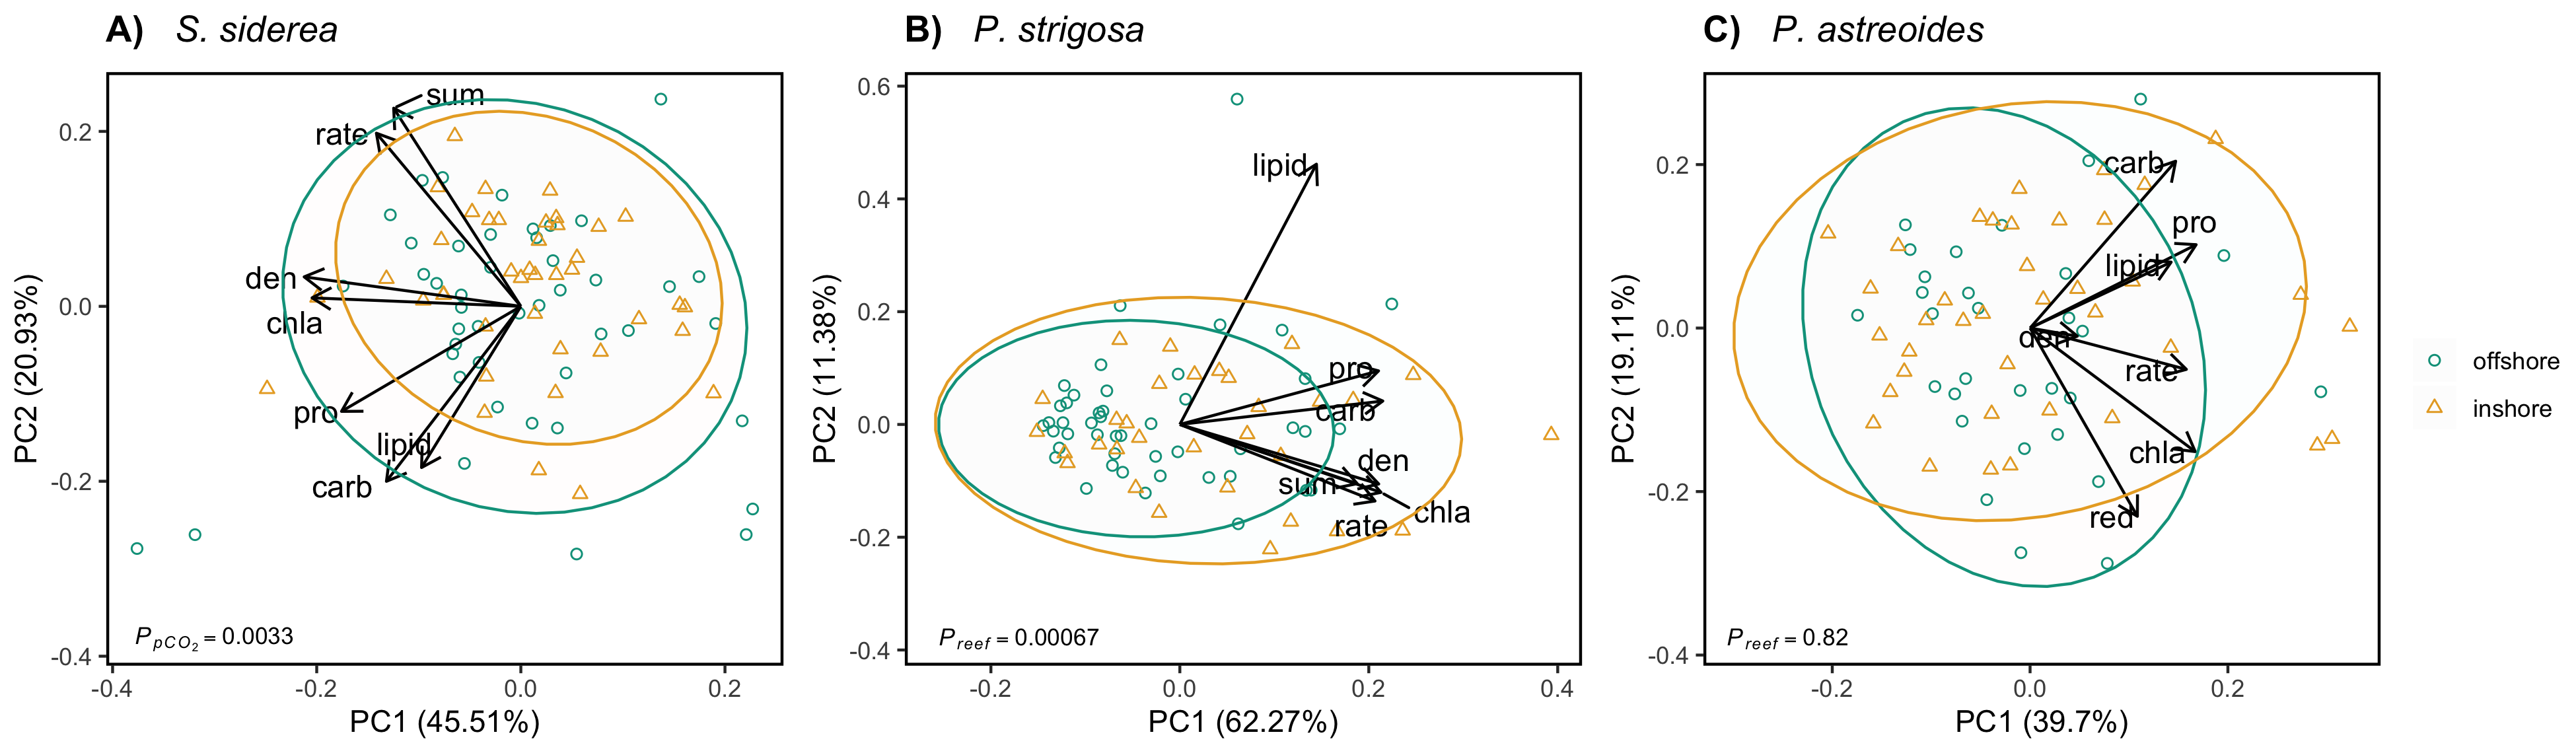 A) S. siderea
sum
rate
den
chla
pro
lipid
carb
P pCO₂ = 0.0033
0.2
0.0
-0.2
-0.4
-0.4
-0.2
0.0
0.2
PC2 (20.93%)
PC1 (45.51%)
B) P. strigosa
lipid
pro
carb
den
sum
chla
rate
P reef = 0.00067
0.6
0.4
0.2
0.0
-0.2
-0.4
-0.2
0.0
0.2
0.4
PC2 (11.38%)
PC1 (62.27%)
C) P. astreoides
carb
pro
lipid
den
rate
chla
red
P reef = 0.82
0.2
0.0
-0.2
-0.4
-0.2
0.0
0.2
PC2 (19.11%)
PC1 (39.7%)
offshore
inshore